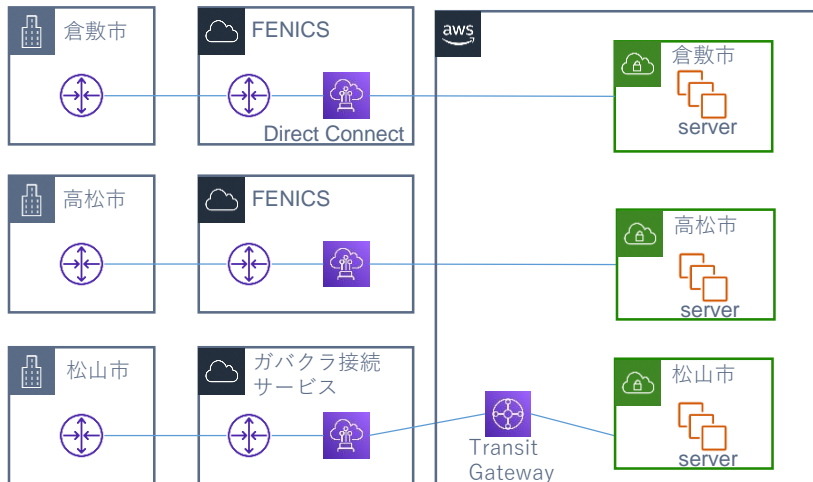 倉敷市
FENICS
aws
倉敷市
server
Direct Connect
高松市
FENICS
高松市
server
松山市
ガバクラ接続
サービス
松山市
server
Transit
Gateway